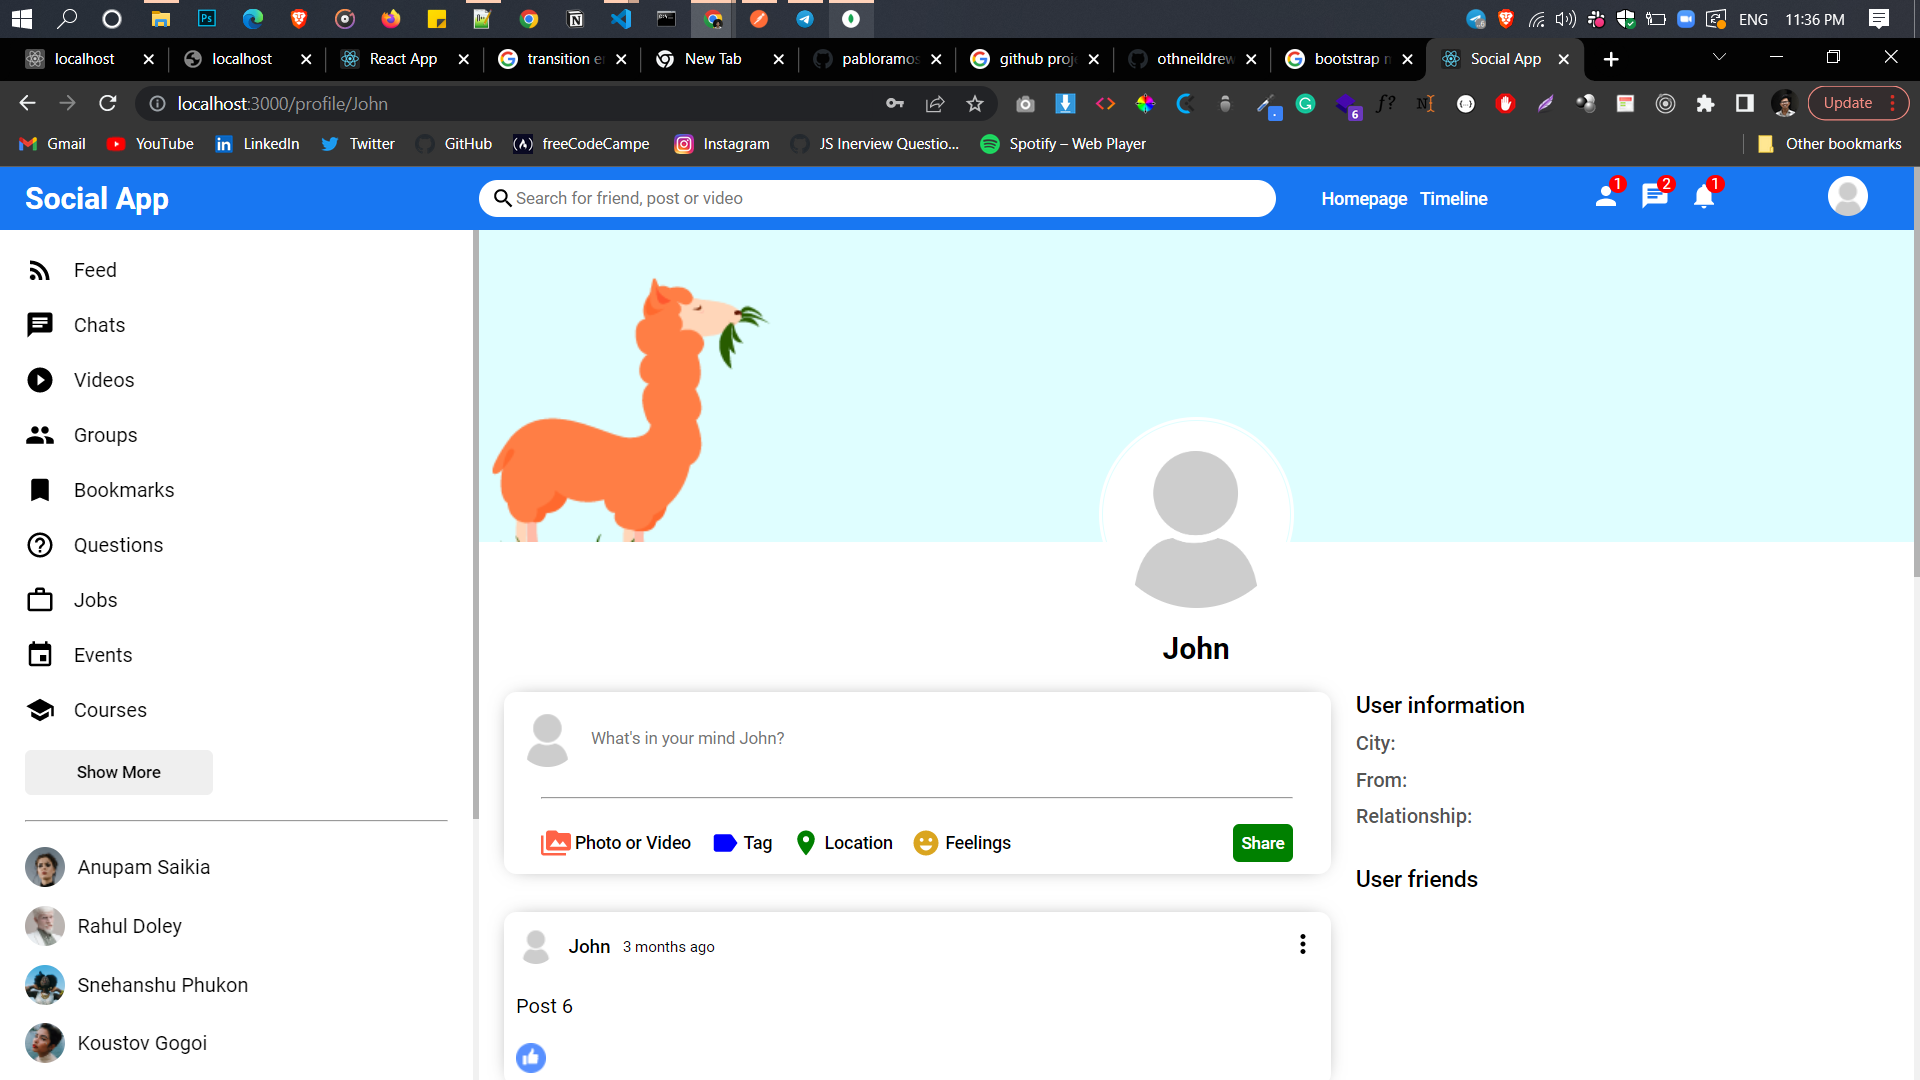 ENG 11:36 PM
localhost
localhost
React App
transition e
New Tab
pabloramos
github proj
othneildrew
bootstrap n
Social App
localhost:3000/profile/John
6
Update
Gmail
YouTube
LinkedIn
Twitter
GitHub
freeCodeCampe
Instagram
JS Inerview Questio...
Spotify – Web Player
Other bookmarks
Social App
Search for friend, post or video
Homepage Timeline
1
2
1
Feed
Chats
Videos
Groups
Bookmarks
Questions
Jobs
Events
Courses
Show More
Anupam Saikia
Rahul Doley
Snehanshu Phukon
Koustov Gogoi
John
What's in your mind John?
Photo or Video Tag Location Feelings Share
John 3 months ago
Post 6
User information
City:
From:
Relationship:
User friends